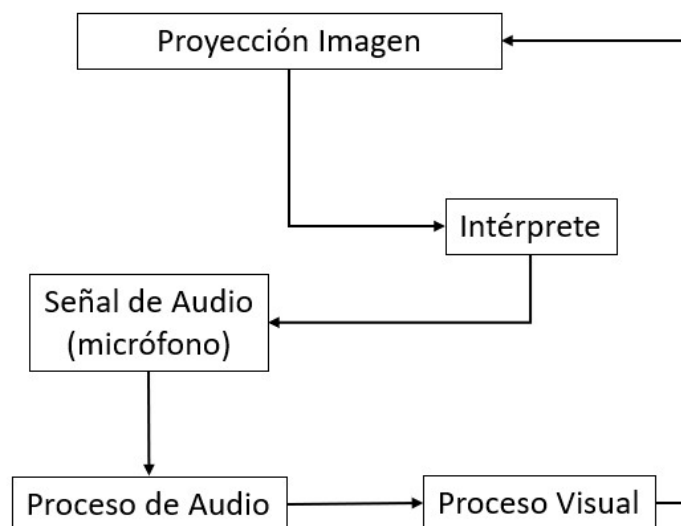 Proyección Imagen
Intérprete
Señal de Audio
(micrófono)
Proceso de Audio
Proceso Visual